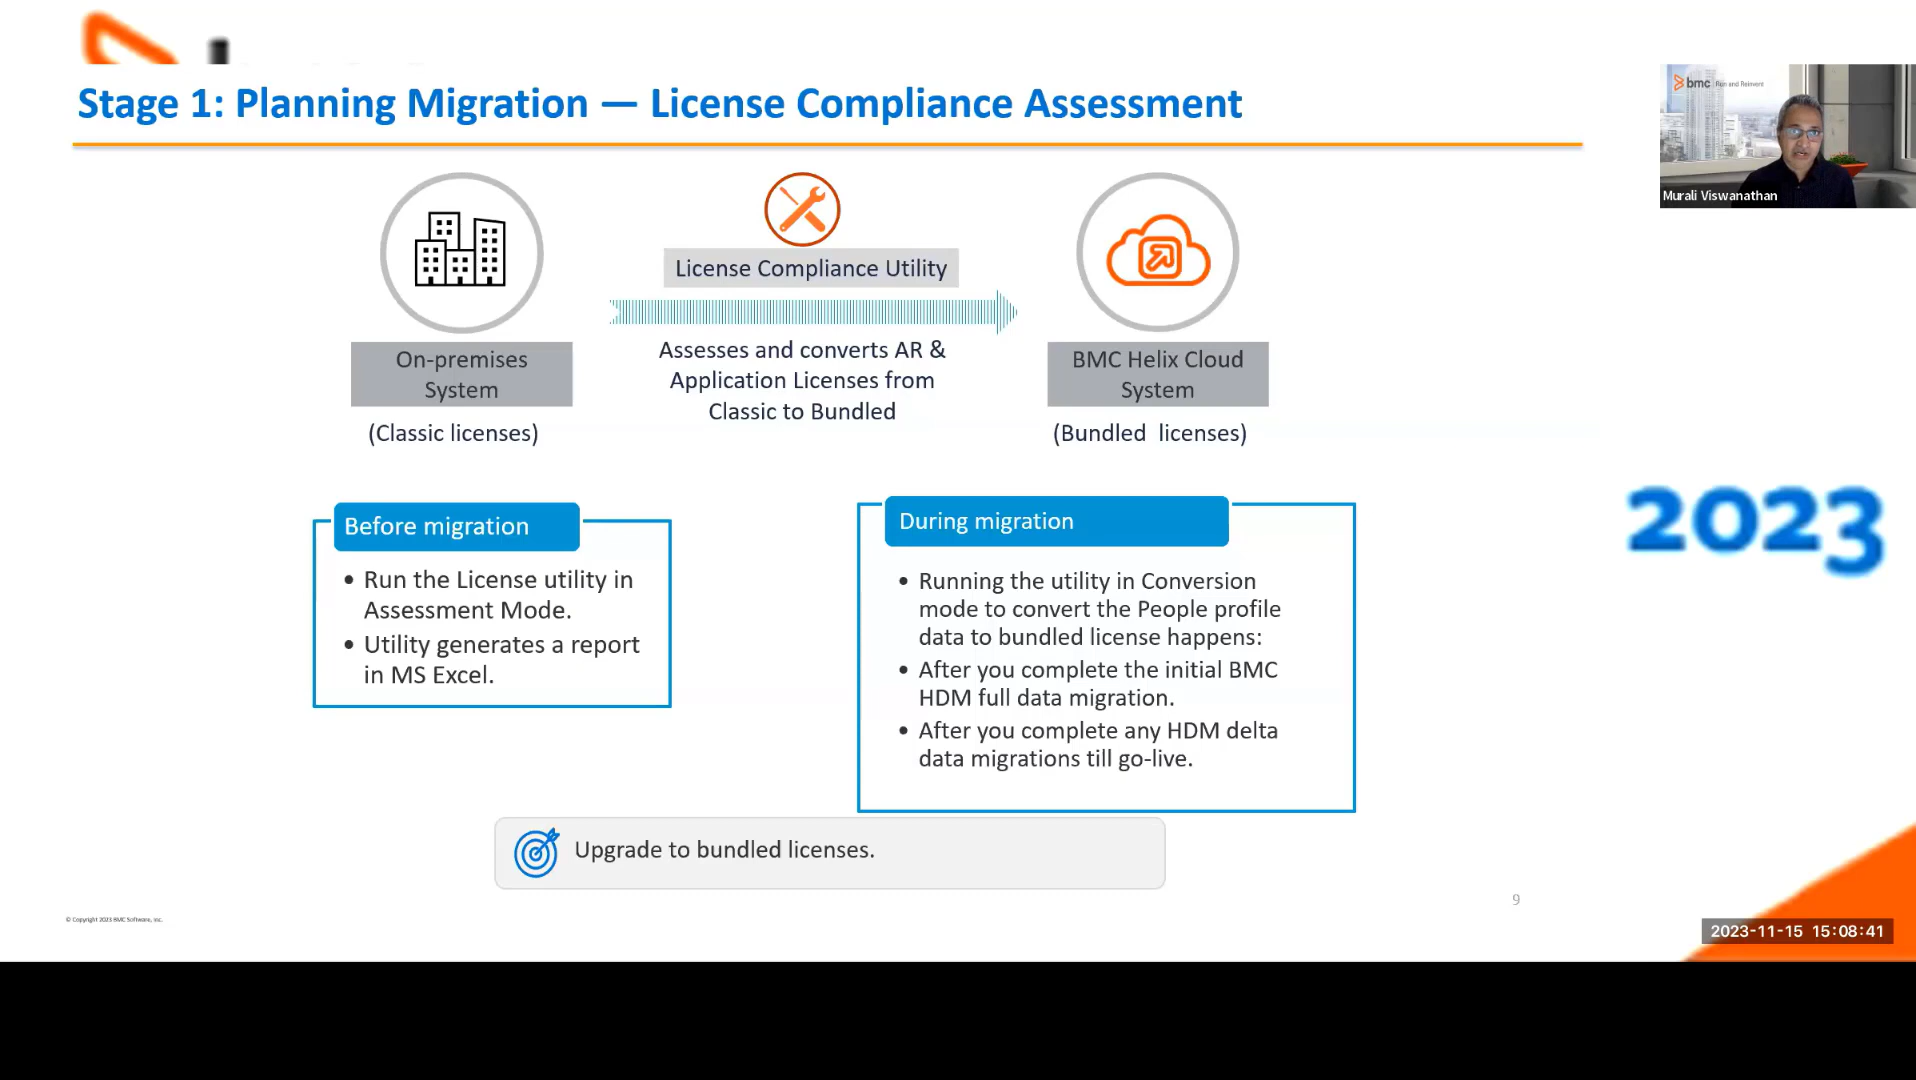 Stage 1: Planning Migration — License Compliance Assessment
bmc Run and Reinvent
Murali Viswanathan
License Compliance Utility
On-premises
System
(Classic licenses)
Assesses and converts AR &
Application Licenses from
Classic to Bundled
BMC Helix Cloud
System
(Bundled licenses)
2023
Before migration
• Run the License utility in
Assessment Mode.
• Utility generates a report
in MS Excel.
During migration
• Running the utility in Conversion
mode to convert the People profile
data to bundled license happens:
• After you complete the initial BMC
HDM full data migration.
• After you complete any HDM delta
data migrations till go-live.
Upgrade to bundled licenses.
9
© Copyright 2023 BMC Software, Inc.
2023-11-15 15:08:41